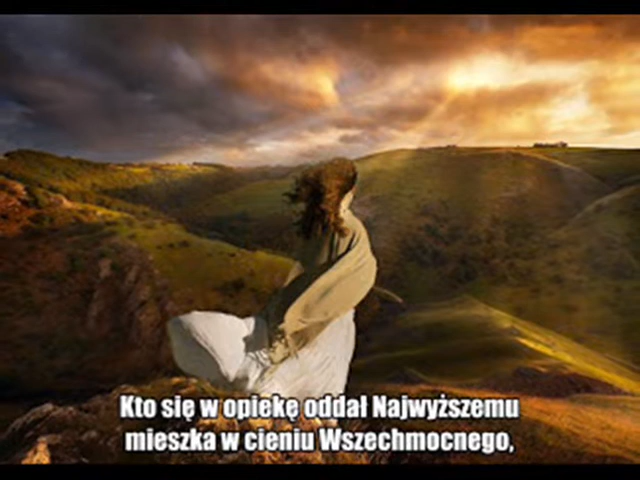 Kto się w opiekę oddał Najwyższemu
mieszka w cieniu Wszechmocnego,